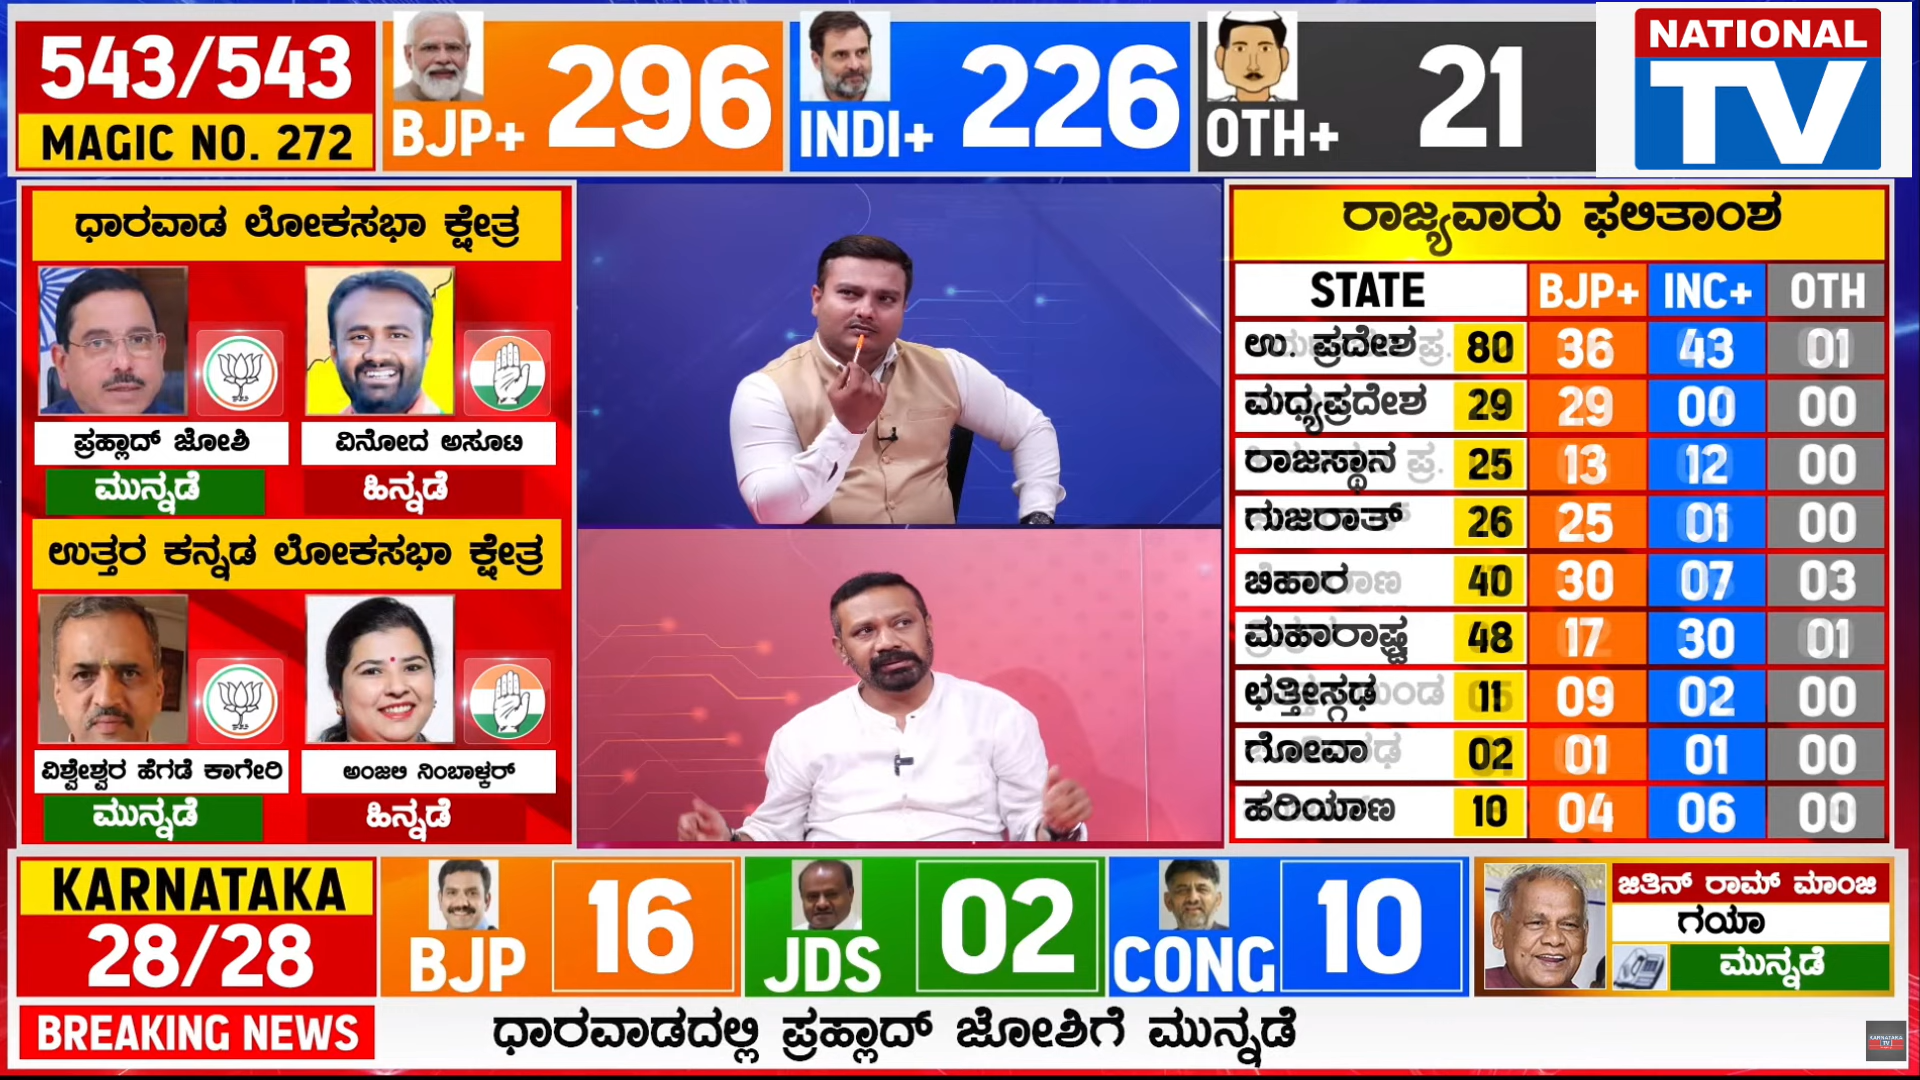 543/543
MAGIC NO. 272
BJP+ 296
INDI+ 226
OTH+ 21
NATIONAL
TV
ಧಾರವಾಡ ಲೋಕಸಭಾ ಕ್ಷೇತ್ರ
ಪ್ರಹ್ಲಾದ್ ಜೋಶಿ ವಿನೋದ ಅಸೂಟಿ
ಮುನ್ನಡೆ ಹಿನ್ನಡೆ
ಉತ್ತರ ಕನ್ನಡ ಲೋಕಸಭಾ ಕ್ಷೇತ್ರ
ವಿಶ್ವೇಶ್ವರ ಹೆಗಡೆ ಕಾಗೇರಿ ಅಂಜಲಿ ನಿಂಬಾಳ್ಕರ್
ಮುನ್ನಡೆ ಹಿನ್ನಡೆ
ರಾಜ್ಯವಾರು ಫಲಿತಾಂಶ
STATE BJP+ INC+ OTH
ಉ. ಪ್ರದೇಶ 80 36 43 01
ಮಧ್ಯಪ್ರದೇಶ 29 29 00 00
ರಾಜಸ್ಥಾನ 25 13 12 00
ಗುಜರಾತ್ 26 25 01 00
ಬಿಹಾರ 40 30 07 03
ಮಹಾರಾಷ್ಟ್ರ 48 17 30 01
ಛತ್ತೀಸ್ಗಢ 11 09 02 00
ಗೋವಾ 02 01 01 00
ಹರಿಯಾಣ 10 04 06 00
KARNATAKA
28/28
BJP 16
JDS 02
CONG 10
ಜಿತಿನ್ ರಾಮ್ ಮಾಂಜಿ
ಗಯಾ
ಮುನ್ನಡೆ
BREAKING NEWS
ಧಾರವಾಡದಲ್ಲಿ ಪ್ರಹ್ಲಾದ್ ಜೋಶಿಗೆ ಮುನ್ನಡೆ
KARNATAKA
TV